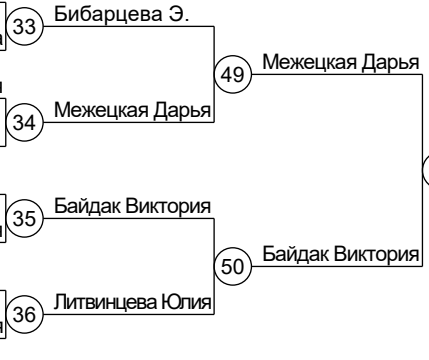 33
Бибарцева Э.
49
Межецкая Дарья
34
Межецкая Дарья
35
Байдак Виктория
50
Байдак Виктория
36
Литвинцева Юлия